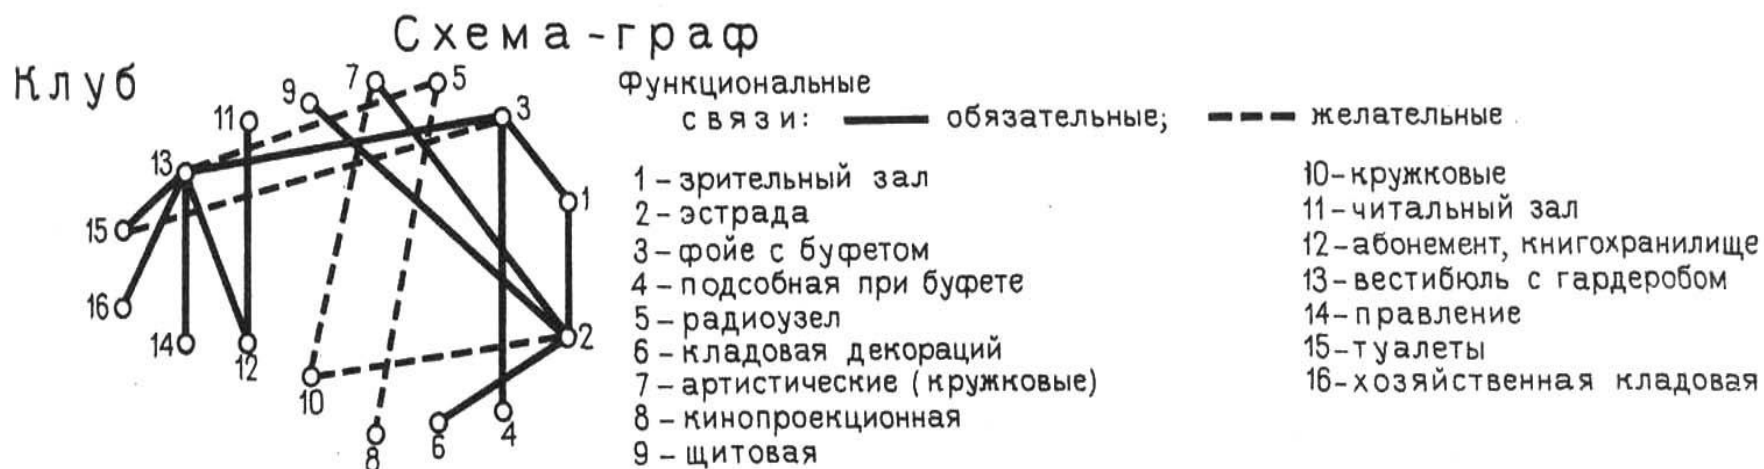 Схема-граф
Клуб
Функциональные
связи: обязательные; желательные
1 - зрительный зал
2 - эстрада
3 - фойе с буфетом
4 - подсобная при буфете
5 - радиоузел
6 - кладовая декораций
7 - артистические (кружковые)
8 - кинопроекционная
9 - щитовая
10 - кружковые
11 - читальный зал
12 - абонемент, книгохранилище
13 - вестибюль с гардеробом
14 - правление
15 - туалеты
16 - хозяйственная кладовая
9
7
5
3
11
13
1
15
16
14
12
10
2
8
6
4